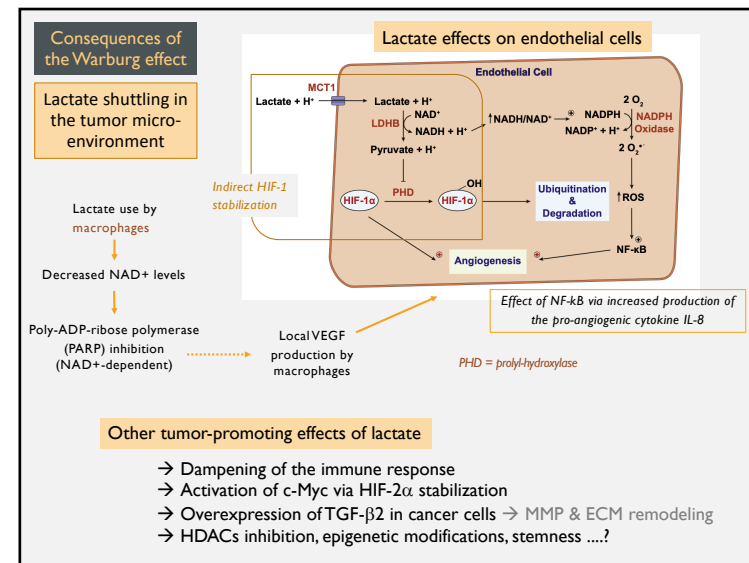 Consequences of
the Warburg effect
Lactate shuttling in
the tumor micro-
environment
Lactate effects on endothelial cells
Endothelial Cell
MCT1
Lactate + H⁺
Lactate + H⁺
LDHB
NAD⁺
NADH + H⁺
↑NADH/NAD⁺
⊕
NADPH
NADP⁺ + H⁺
2 O₂
NADPH
Oxidase
2 O₂•⁻
Pyruvate + H⁺
Indirect HIF-1
stabilization
PHD
OH
HIF-1α
HIF-1α
Ubiquitination
&
Degradation
↑ROS
⊕
NF-κB
⊕
Angiogenesis
⊕
Effect of NF-kB via increased production of
the pro-angiogenic cytokine IL-8
PHD = prolyl-hydroxylase
Lactate use by
macrophages
Decreased NAD+ levels
Poly-ADP-ribose polymerase
(PARP) inhibition
(NAD+-dependent)
Local VEGF
production by
macrophages
Other tumor-promoting effects of lactate
→ Dampening of the immune response
→ Activation of c-Myc via HIF-2α stabilization
→ Overexpression of TGF-β2 in cancer cells → MMP & ECM remodeling
→ HDACs inhibition, epigenetic modifications, stemness ....?